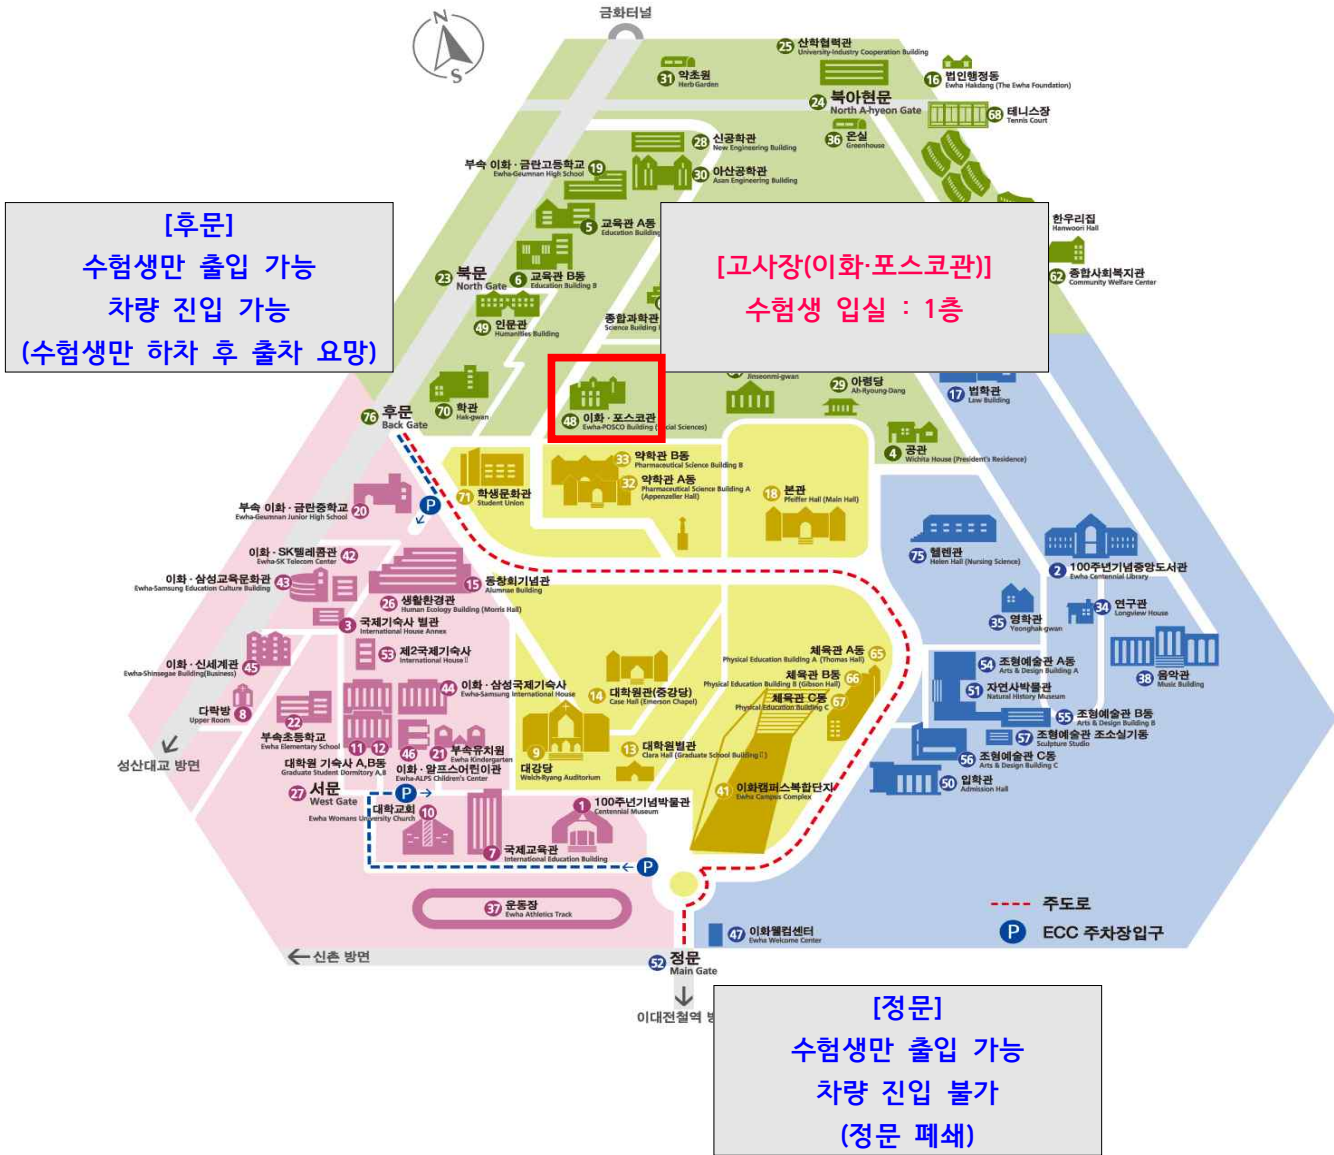 금화터널
N
S
25 산학협력관
University-Industry Cooperation Building
31 약초원
Herb Garden
16 법인행정동
Ewha Hakdang (The Ewha Foundation)
24 북아현문
North A-hyeon Gate
68 테니스장
Tennis Court
36 온실
Greenhouse
28 신공학관
New Engineering Building
부속 이화·금란고등학교 19
Ewha-Geumnan High School
30 아산공학관
Asan Engineering Building
[후문]
수험생만 출입 가능
차량 진입 가능
(수험생만 하차 후 출차 요망)
5 교육관 A동
Education Building
[고사장(이화·포스코관)]
수험생 입실 : 1층
한우리집
Hanwoori Hall
62 종합사회복지관
Community Welfare Center
23 북문
North Gate
6 교육관 B동
Education Building B
49 인문관
Humanities Building
종합과학관
Science Building
Jinseonmi-gwan
29 아령당
Ah-Ryoung-Dang
17 법학관
Law Building
76 후문
Back Gate
70 학관
Hak-gwan
48 이화·포스코관
Ewha-POSCO Building (Social Sciences)
4 공관
Wichita House (President's Residence)
33 약학관 B동
Pharmaceutical Science Building B
32 약학관 A동
Pharmaceutical Science Building A
(Appenzeller Hall)
71 학생문화관
Student Union
18 본관
Pfeiffer Hall (Main Hall)
P
부속 이화·금란중학교 20
Ewha-Geumnan Junior High School
75 헬렌관
Helen Hall (Nursing Science)
2 100주년기념중앙도서관
Ewha Centennial Library
이화·SK텔레콤관 42
Ewha-SK Telecom Center
이화·삼성교육문화관 43
Ewha-Samsung Education Culture Building
15 동창회기념관
Alumnae Building
26 생활환경관
Human Ecology Building (Morris Hall)
3 국제기숙사 별관
International House Annex
35 영학관
Yeonghak-gwan
34 연구관
Longview House
53 제2국제기숙사
International House II
이화·신세계관 45
Ewha-Shinsegae Building(Business)
체육관 A동 65
Physical Education Building A (Thomas Hall)
체육관 B동 66
Physical Education Building B (Gibson Hall)
체육관 C동 67
Physical Education Building C
54 조형예술관 A동
Arts & Design Building A
51 자연사박물관
Natural History Museum
38 음악관
Music Building
44 이화·삼성국제기숙사
Ewha-Samsung International House
14 대학원관(중강당)
Case Hall (Emerson Chapel)
다락방 8
Upper Room
22
부속초등학교
Ewha Elementary School
55 조형예술관 B동
Arts & Design Building B
57 조형예술관 조소실기동
Sculpture Studio
11 12
대학원 기숙사 A,B동
Graduate Student Dormitory A,B
46
이화·알프스어린이관
Ewha-ALPS Children's Center
21 부속유치원
Ewha Kindergarten
9
대강당
Welch-Ryang Auditorium
13 대학원별관
Clara Hall (Graduate School Building II)
56 조형예술관 C동
Arts & Design Building C
50 입학관
Admission Hall
성산대교 방면
27 서문
West Gate
P
41 이화캠퍼스복합단지
Ewha Campus Complex
대학교회 10
Ewha Womans University Church
1 100주년기념박물관
Centennial Museum
7 국제교육관
International Education Building
P
37 운동장
Ewha Athletics Track
주도로
P ECC 주차장입구
47 이화웰컴센터
Ewha Welcome Center
신촌 방면
52 정문
Main Gate
이대전철역
[정문]
수험생만 출입 가능
차량 진입 불가
(정문 폐쇄)